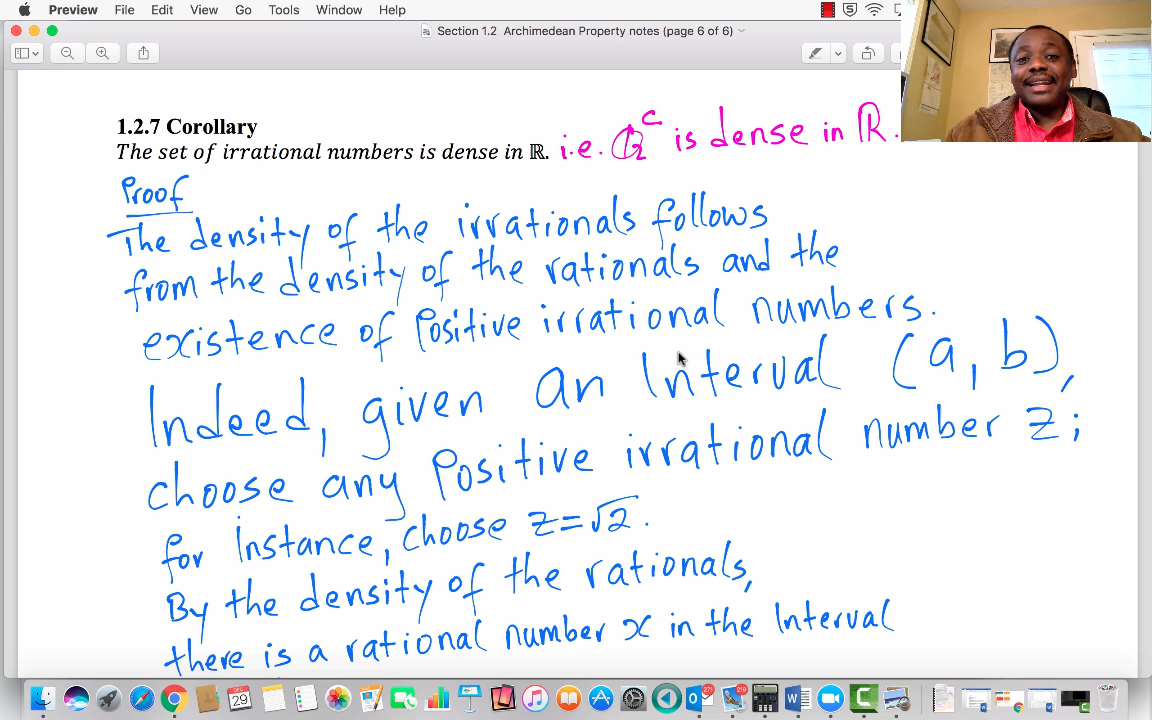 Preview File Edit View Go Tools Window Help
Section 1.2 Archimedean Property notes (page 6 of 6)
1.2.7 Corollary
The set of irrational numbers is dense in ℝ. i.e. ℚᶜ is dense in ℝ.
Proof
The density of the irrationals follows
from the density of the rationals and the
existence of Positive irrational numbers.
Indeed, given an Interval (a, b),
choose any Positive irrational number z;
for Instance, choose z=√2.
By the density of the rationals,
there is a rational number x in the Interval
29